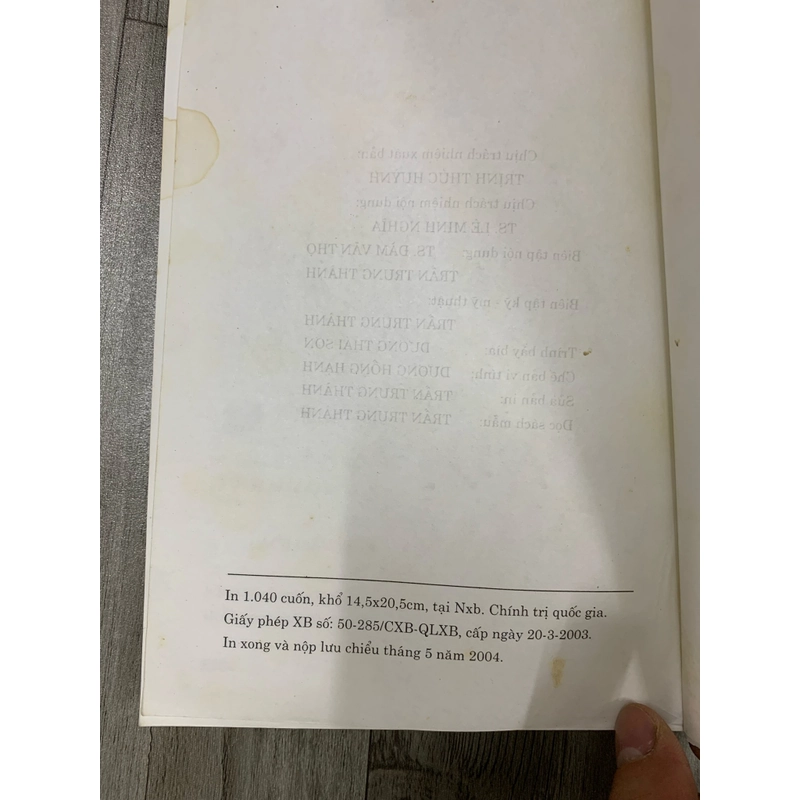 Chịu trách nhiệm xuất bản:
TRỊNH THÚC HUỲNH
Chịu trách nhiệm nội dung:
TS. LÊ MINH NGHĨA
Biên tập nội dung: TS. ĐÀM VĂN THỌ
TRẦN TRUNG THÀNH
Biên tập kỹ - mỹ thuật:
TRẦN TRUNG THÀNH
Trình bày bìa: DƯƠNG THÁI SƠN
Chế bản vi tính: DƯƠNG HỒNG HẠNH
Sửa bản in: TRẦN TRUNG THÀNH
Đọc sách mẫu: TRẦN TRUNG THÀNH
In 1.040 cuốn, khổ 14,5x20,5cm, tại Nxb. Chính trị quốc gia.
Giấy phép XB số: 50-285/CXB-QLXB, cấp ngày 20-3-2003.
In xong và nộp lưu chiểu tháng 5 năm 2004.